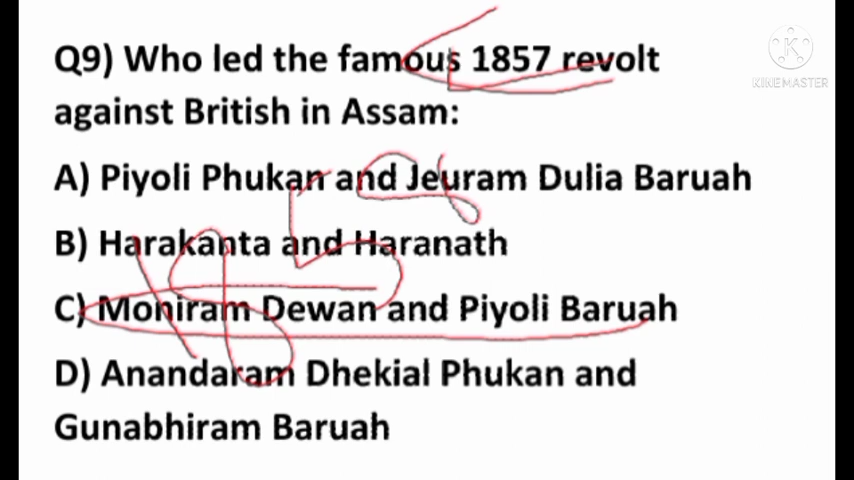 Q9) Who led the famous 1857 revolt
against British in Assam:
A) Piyoli Phukan and Jeuram Dulia Baruah
B) Harakanta and Haranath
C) Moniram Dewan and Piyoli Baruah
D) Anandaram Dhekial Phukan and
Gunabhiram Baruah
1858
K
KINEMASTER